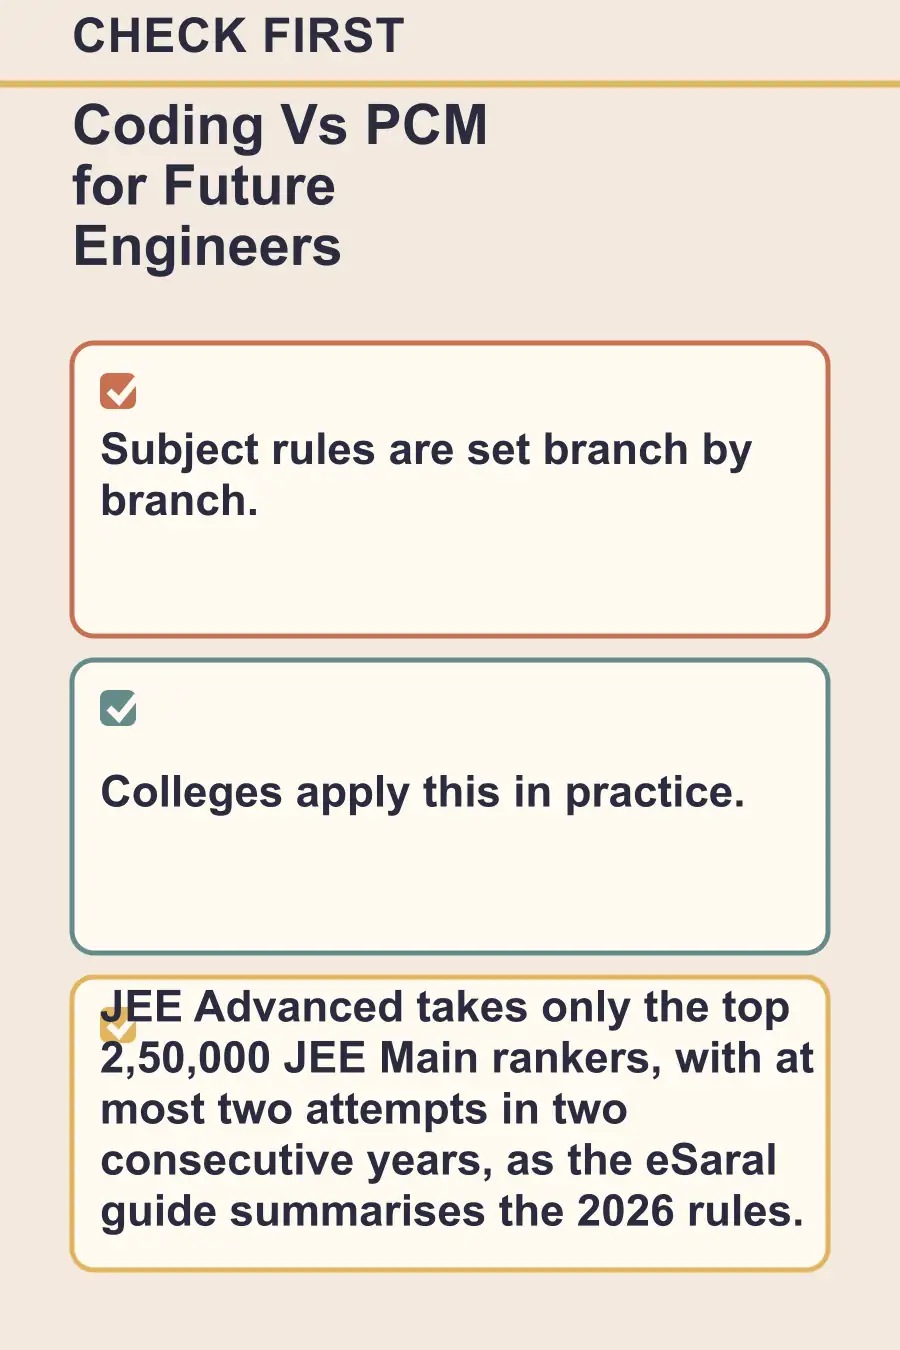 CHECK FIRST
Coding Vs PCM
for Future
Engineers
Subject rules are set branch by
branch.
Colleges apply this in practice.
JEE Advanced takes only the top
2,50,000 JEE Main rankers, with at
most two attempts in two
consecutive years, as the eSaral
guide summarises the 2026 rules.